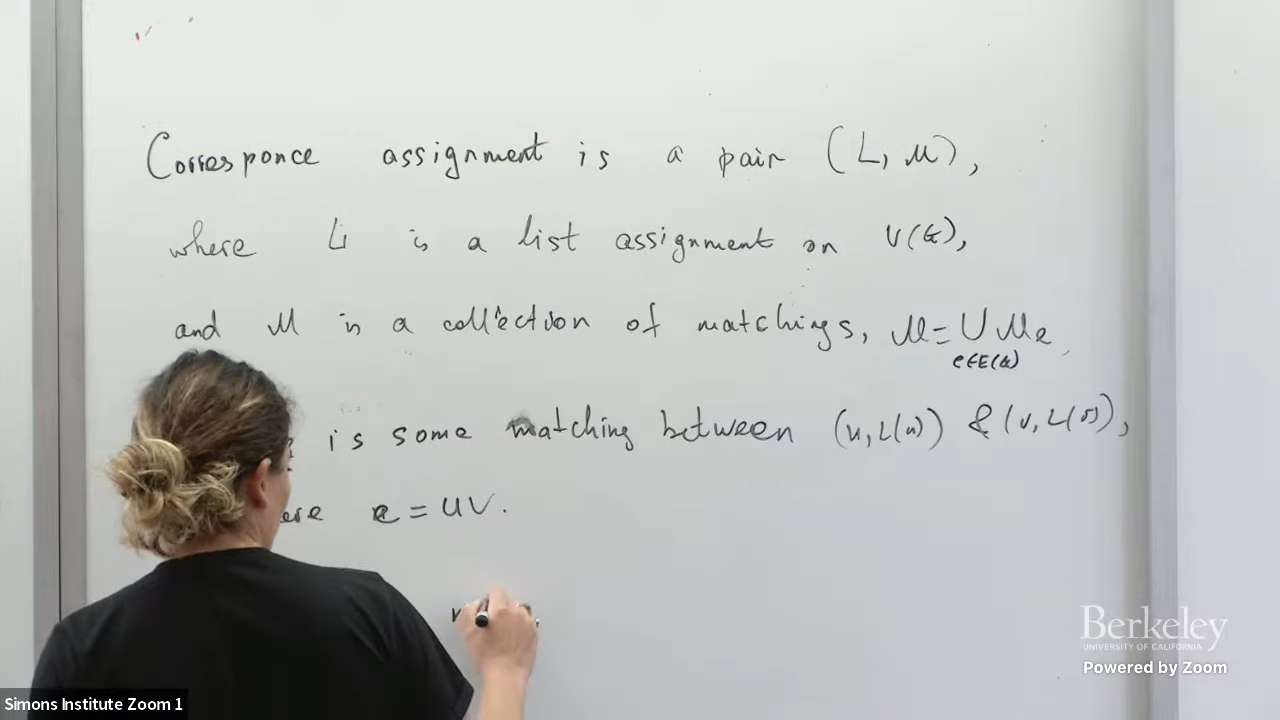 Corresponce assignment is a pair (L, M),
where L is a list assignment on V(G),
and M is a collection of matchings, M = ∪ Me
e∈E(G)
is some matching between (u, L(u)) & (v, L(v)),
ere e = uv.
Berkeley
UNIVERSITY OF CALIFORNIA
Powered by Zoom
Simons Institute Zoom 1